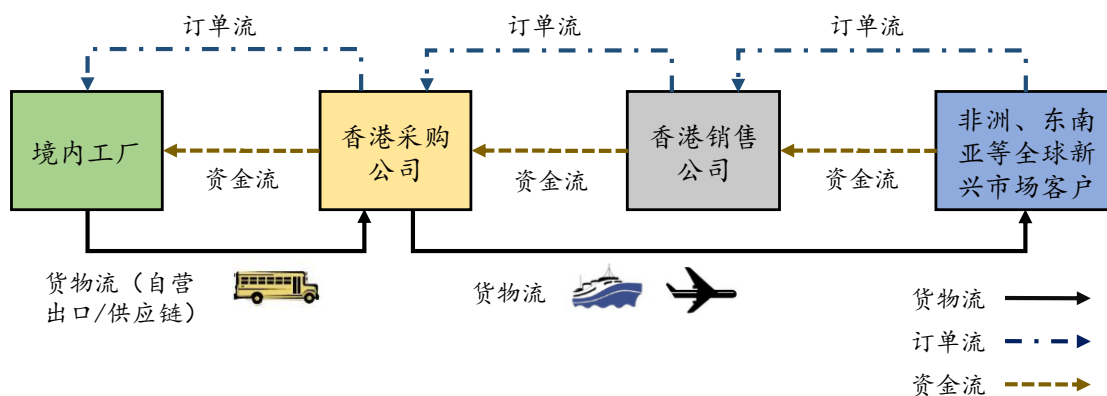 订单流
订单流
订单流
境内工厂
香港采购
公司
香港销售
公司
非洲、东南
亚等全球新
兴市场客户
资金流
资金流
资金流
货物流（自营
出口/供应链）
货物流
货物流
订单流
资金流